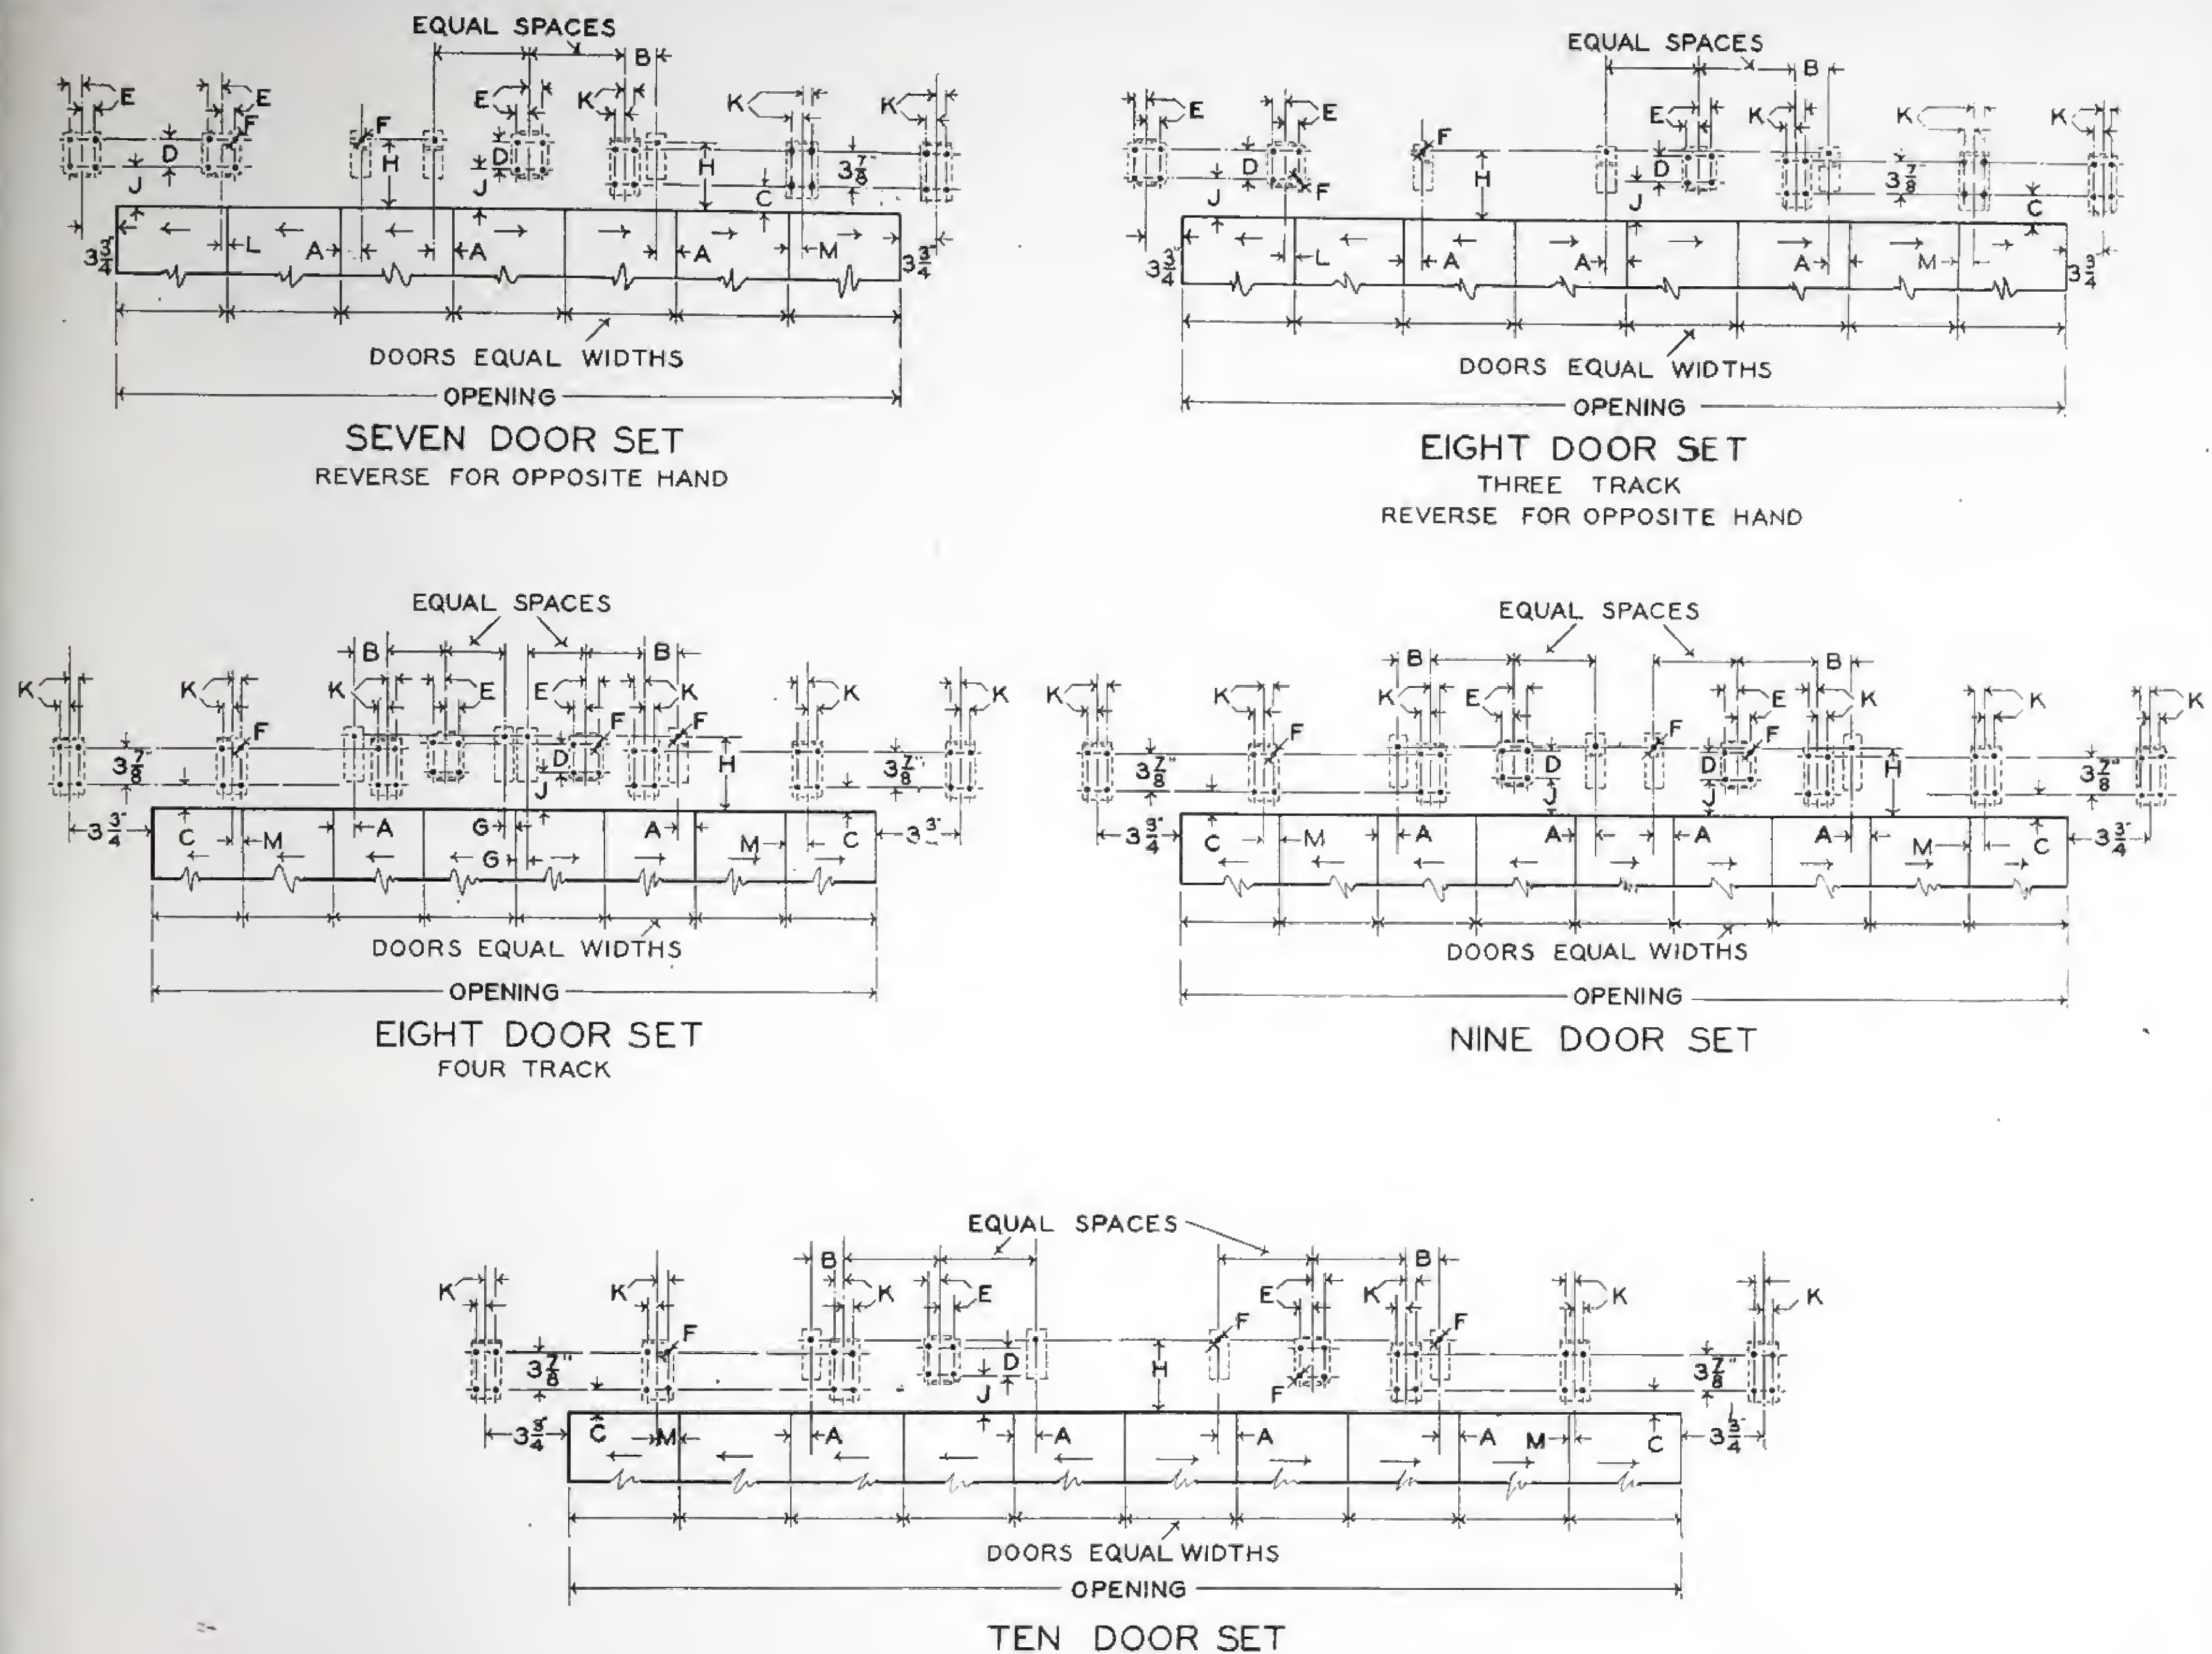 EQUAL SPACES
B
E E E K K K
F F
D H D H 3 7/8"
J J C
3 3/4" L A A A M 3 3/4"
DOORS EQUAL WIDTHS
OPENING
SEVEN DOOR SET
REVERSE FOR OPPOSITE HAND
EQUAL SPACES
B
E E E K K K
F
D H D 3 7/8"
J F J C
3 3/4" L A A A M 3 3/4"
DOORS EQUAL WIDTHS
OPENING
EIGHT DOOR SET
THREE TRACK
REVERSE FOR OPPOSITE HAND
EQUAL SPACES
B B
K K K E E K K K
F F F
3 7/8" D H 3 7/8"
J
3 3/4" C M A G A M C 3 3/4"
G
DOORS EQUAL WIDTHS
OPENING
EIGHT DOOR SET
FOUR TRACK
EQUAL SPACES
B B
K K K E E K K K
F F F
3 7/8" D D H 3 7/8"
J J
3 3/4" C M A A A A M C 3 3/4"
DOORS EQUAL WIDTHS
OPENING
NINE DOOR SET
EQUAL SPACES
B B
K K K E E K K K
F F F
3 7/8" D H 3 7/8"
J F
3 3/4" C M A A A A M C 3 3/4"
DOORS EQUAL WIDTHS
OPENING
TEN DOOR SET